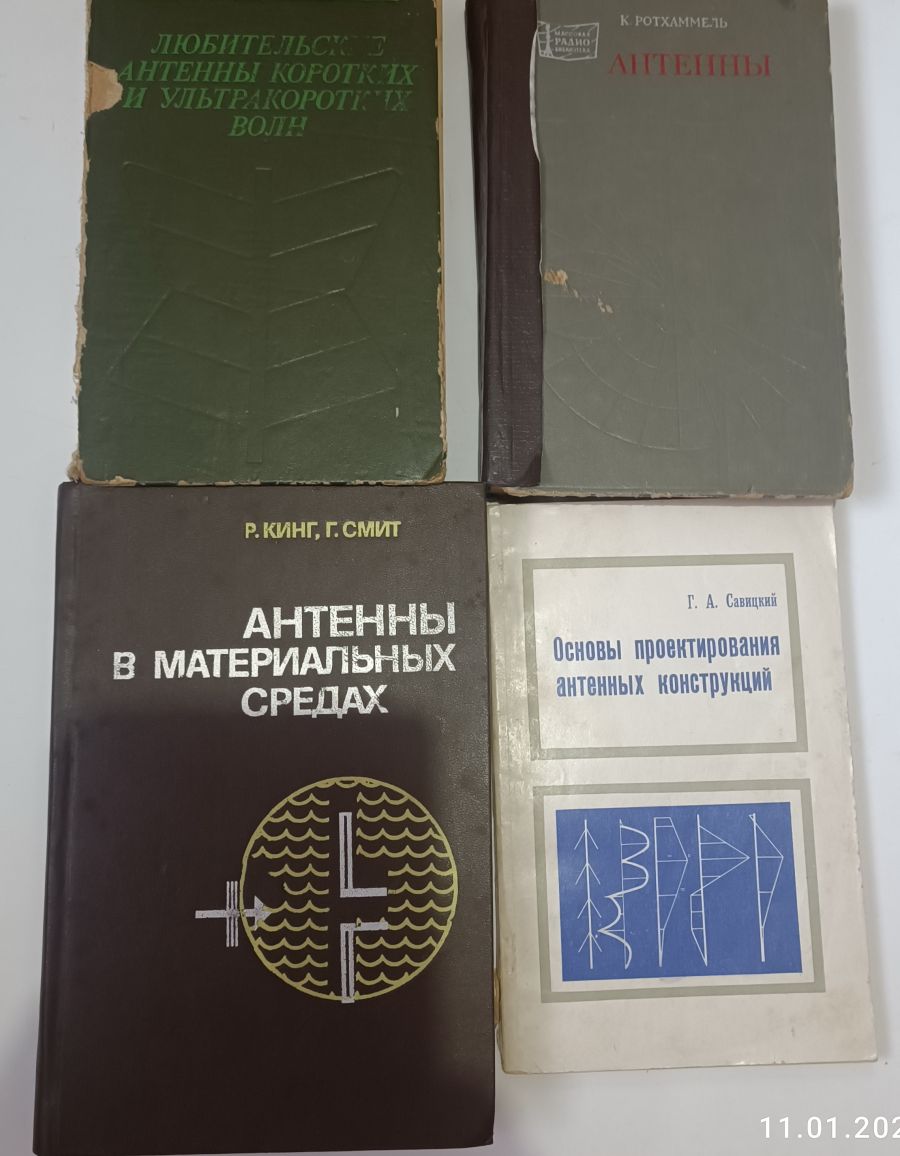 ЛЮБИТЕЛЬСКИЕ
АНТЕННЫ КОРОТКИХ
И УЛЬТРАКОРОТКИХ
ВОЛН
К. РОТХАММЕЛЬ
МАССОВАЯ
РАДИО
БИБЛИОТЕКА
АНТЕННЫ
Р. КИНГ, Г. СМИТ
АНТЕННЫ
В МАТЕРИАЛЬНЫХ
СРЕДАХ
Г. А. Савицкий
Основы проектирования
антенных конструкций
11.01.202